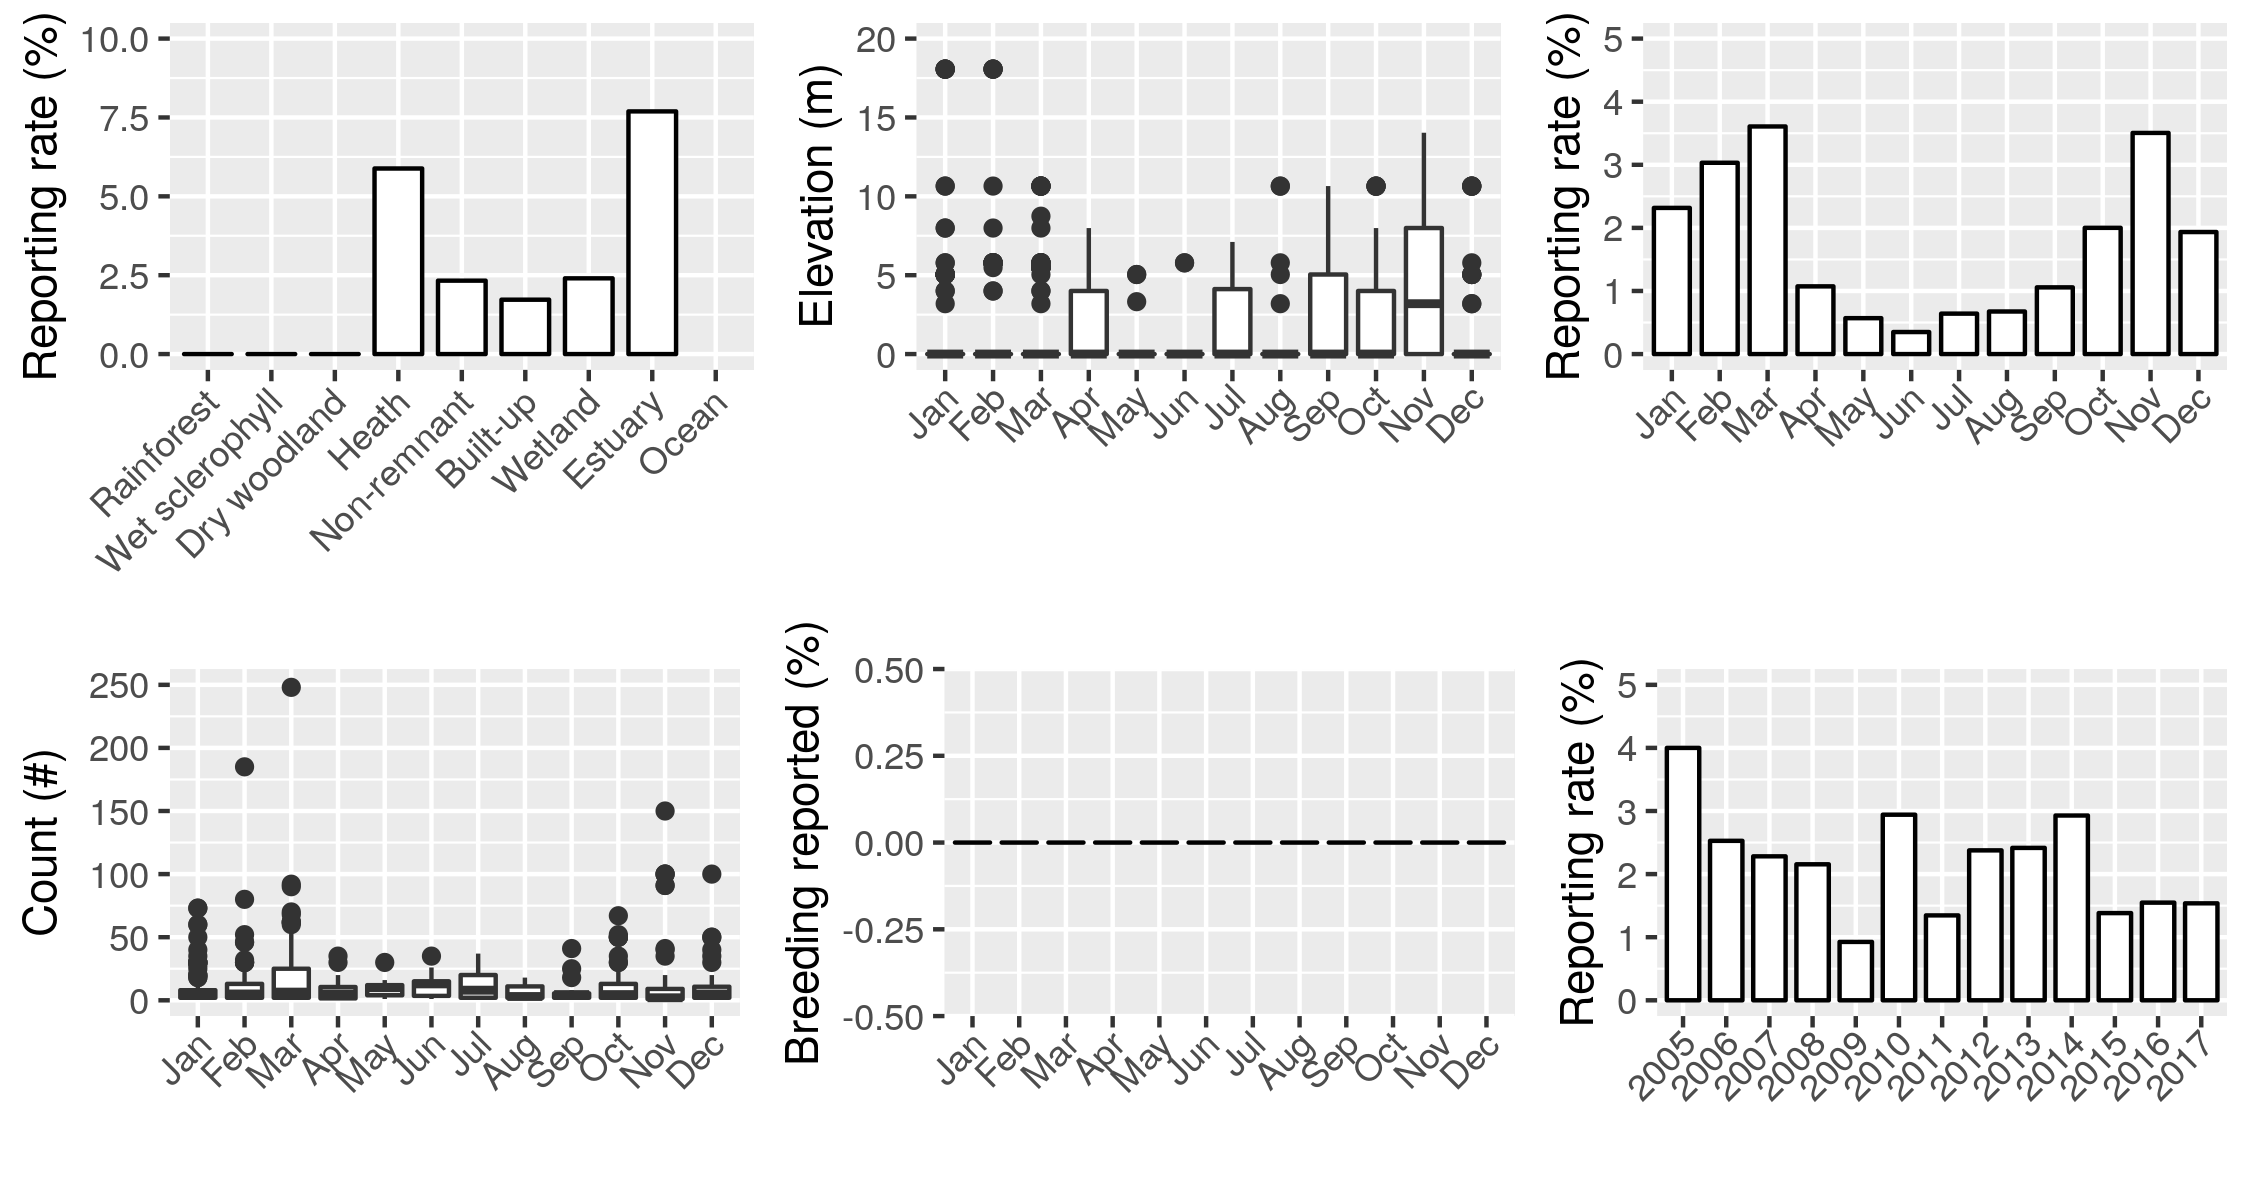 Reporting rate (%)
10.0
7.5
5.0
2.5
0.0
Rainforest
Wet sclerophyll
Dry woodland
Heath
Non-remnant
Built-up
Wetland
Estuary
Ocean
Elevation (m)
20
15
10
5
0
Jan
Feb
Mar
Apr
May
Jun
Jul
Aug
Sep
Oct
Nov
Dec
Reporting rate (%)
5
4
3
2
1
0
Jan
Feb
Mar
Apr
May
Jun
Jul
Aug
Sep
Oct
Nov
Dec
Count (#)
250
200
150
100
50
0
Jan
Feb
Mar
Apr
May
Jun
Jul
Aug
Sep
Oct
Nov
Dec
Breeding reported (%)
0.50
0.25
0.00
-0.25
-0.50
Jan
Feb
Mar
Apr
May
Jun
Jul
Aug
Sep
Oct
Nov
Dec
Reporting rate (%)
5
4
3
2
1
0
2005
2006
2007
2008
2009
2010
2011
2012
2013
2014
2015
2016
2017